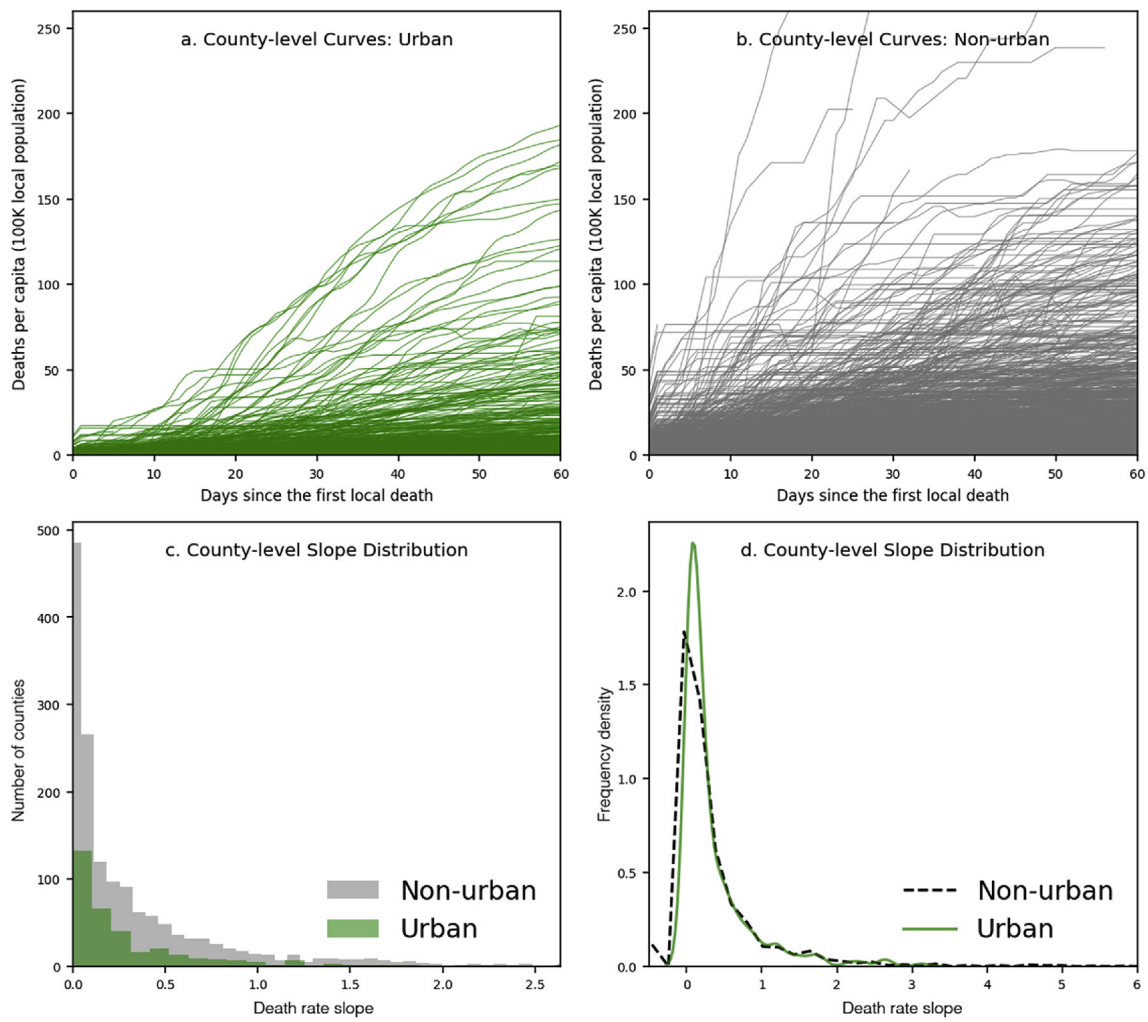 a. County-level Curves: Urban
250
200
150
100
50
0
Deaths per capita (100K local population)
0 10 20 30 40 50 60
Days since the first local death
b. County-level Curves: Non-urban
250
200
150
100
50
0
Deaths per capita (100K local population)
0 10 20 30 40 50 60
Days since the first local death
c. County-level Slope Distribution
500
400
300
200
100
0
Number of counties
Non-urban
Urban
0.0 0.5 1.0 1.5 2.0 2.5
Death rate slope
d. County-level Slope Distribution
2.0
1.5
1.0
0.5
0.0
Frequency density
Non-urban
Urban
0 1 2 3 4 5 6
Death rate slope